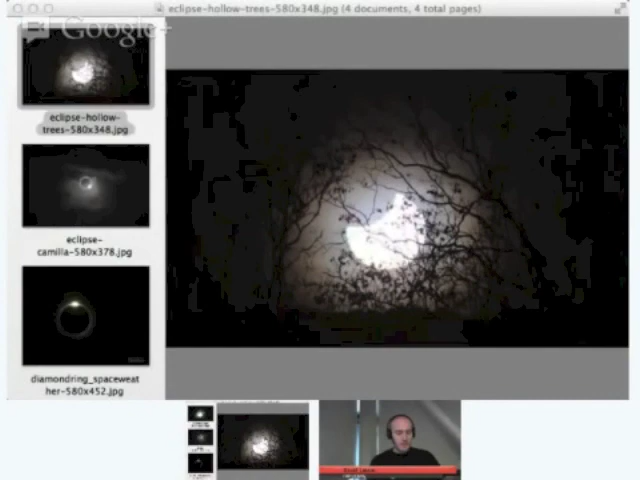 eclipse-hollow-trees-580x348.jpg (4 documents, 4 total pages)
Google+
eclipse-hollow-
trees-580x348.jpg
eclipse-
camilla-580x378.jpg
diamondring_spaceweat
her-580x452.jpg